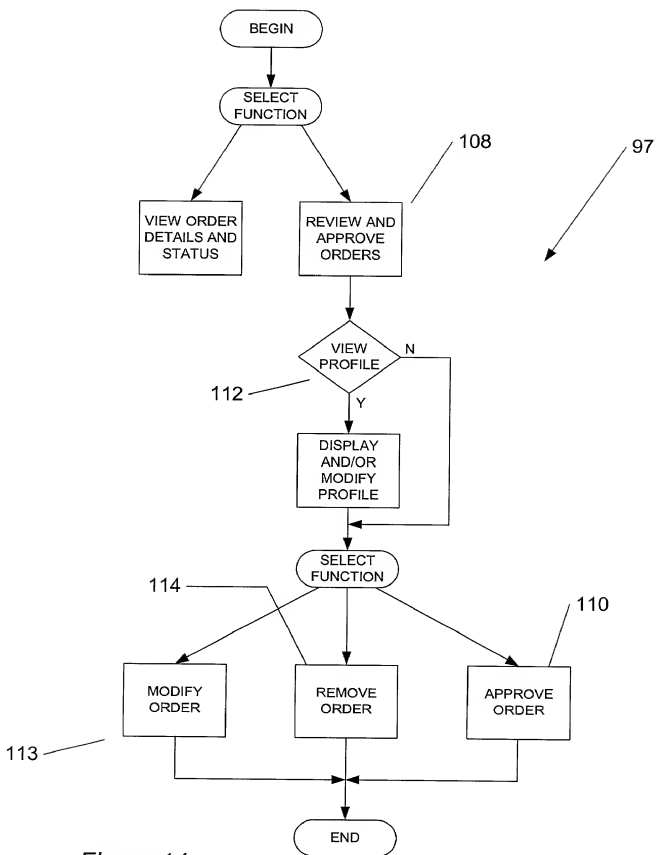 BEGIN
SELECT
FUNCTION
108
97
VIEW ORDER
DETAILS AND
STATUS
REVIEW AND
APPROVE
ORDERS
VIEW
PROFILE
N
112
Y
DISPLAY
AND/OR
MODIFY
PROFILE
SELECT
FUNCTION
114
110
MODIFY
ORDER
REMOVE
ORDER
APPROVE
ORDER
113
END